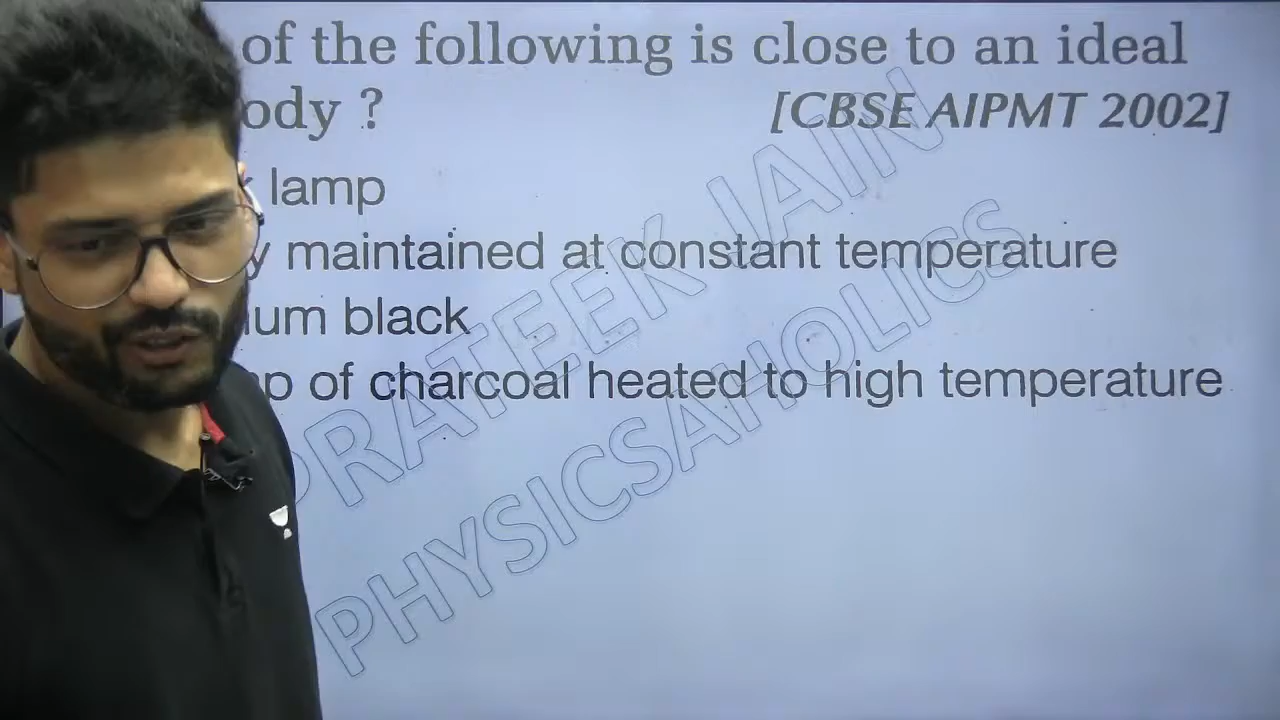 of the following is close to an ideal
ody ? [CBSE AIPMT 2002]
lamp
y maintained at constant temperature
um black
p of charcoal heated to high temperature
PRATEEK JAIN
PHYSICSAHOLICS